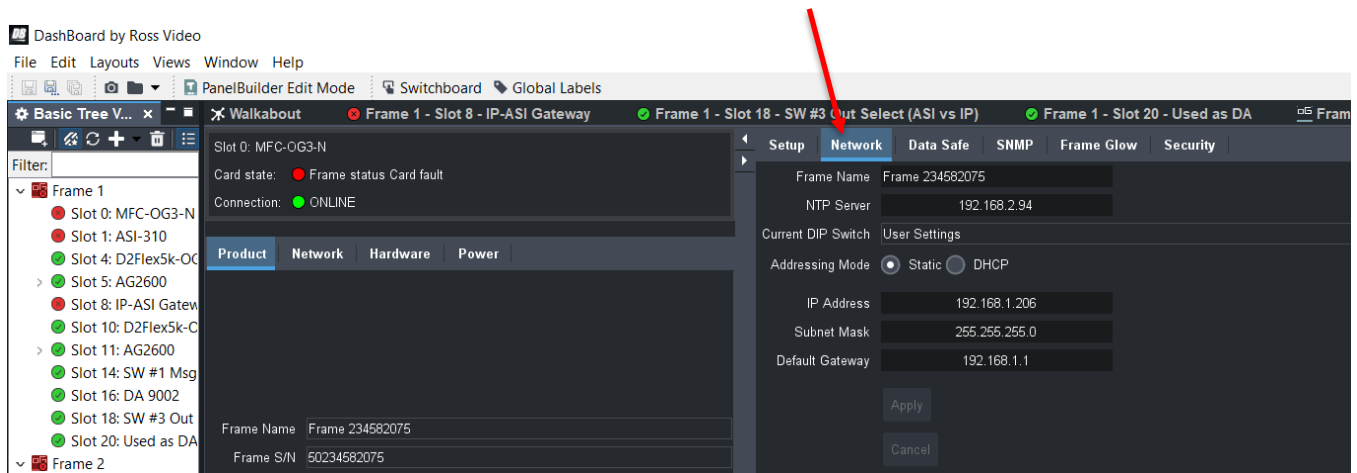 DashBoard by Ross Video
File Edit Layouts Views Window Help
PanelBuilder Edit Mode Switchboard Global Labels
Basic Tree V... Walkabout Frame 1 - Slot 8 - IP-ASI Gateway Frame 1 - Slot 18 - SW #3 Out Select (ASI vs IP) Frame 1 - Slot 20 - Used as DA Fram
Filter:
Frame 1
Slot 0: MFC-OG3-N
Slot 1: ASI-310
Slot 4: D2Flex5k-OG
Slot 5: AG2600
Slot 8: IP-ASI Gatew
Slot 10: D2Flex5k-O
Slot 11: AG2600
Slot 14: SW #1 Msg
Slot 16: DA 9002
Slot 18: SW #3 Out
Slot 20: Used as DA
Frame 2
Slot 0: MFC-OG3-N
Card state: Frame status Card fault
Connection: ONLINE
Product Network Hardware Power
Frame Name Frame 234582075
Frame S/N 50234582075
Setup Network Data Safe SNMP Frame Glow Security
Frame Name Frame 234582075
NTP Server 192.168.2.94
Current DIP Switch User Settings
Addressing Mode Static DHCP
IP Address 192.168.1.206
Subnet Mask 255.255.255.0
Default Gateway 192.168.1.1
Apply
Cancel